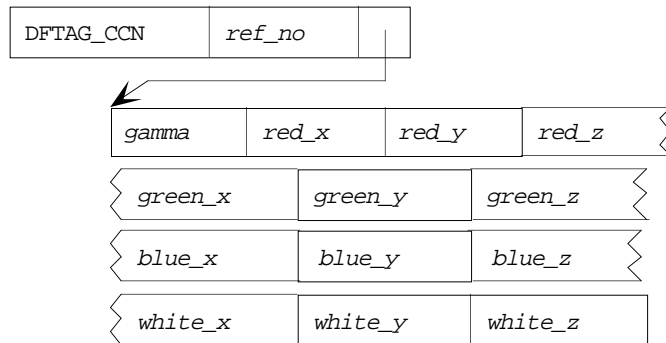 DFTAG_CCN ref_no
gamma red_x red_y red_z
green_x green_y green_z
blue_x blue_y blue_z
white_x white_y white_z